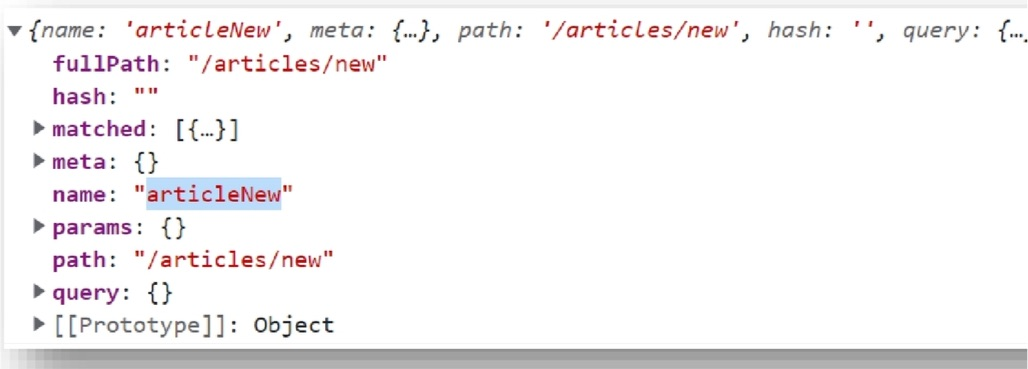 {name: 'articleNew', meta: {…}, path: '/articles/new', hash: '', query: {…
fullPath: "/articles/new"
hash: ""
matched: [{…}]
meta: {}
name: "articleNew"
params: {}
path: "/articles/new"
query: {}
[[Prototype]]: Object